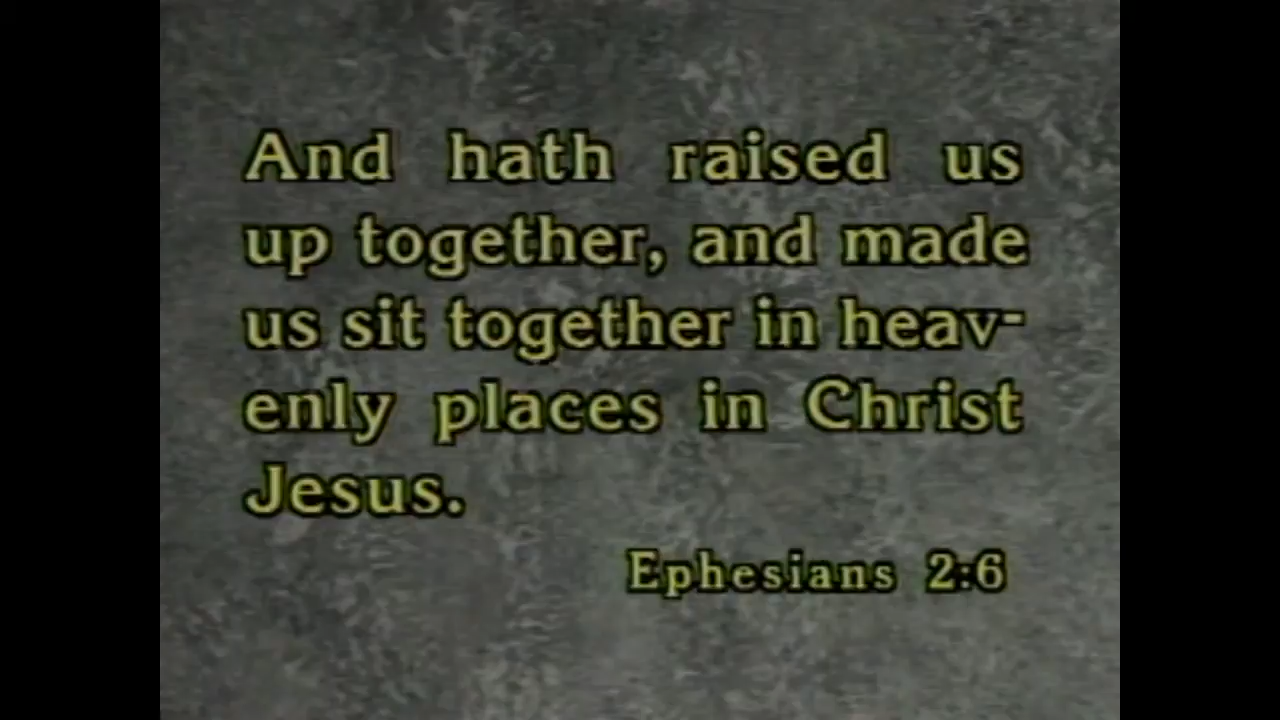 And hath raised us
up together, and made
us sit together in heav-
enly places in Christ
Jesus.
Ephesians 2:6